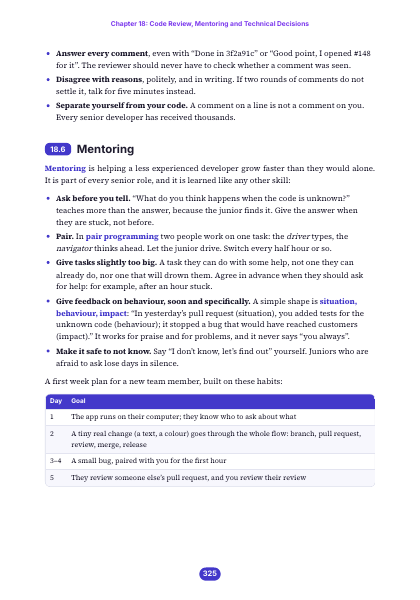 Chapter 18: Code Review, Mentoring and Technical Decisions
• Answer every comment, even with “Done in 3f2a91c” or “Good point, I opened #148
for it”. The reviewer should never have to check whether a comment was seen.
• Disagree with reasons, politely, and in writing. If two rounds of comments do not
settle it, talk for five minutes instead.
• Separate yourself from your code. A comment on a line is not a comment on you.
Every senior developer has received thousands.
18.6 Mentoring
Mentoring is helping a less experienced developer grow faster than they would alone.
It is part of every senior role, and it is learned like any other skill:
• Ask before you tell. “What do you think happens when the code is unknown?”
teaches more than the answer, because the junior finds it. Give the answer when
they are stuck, not before.
• Pair. In pair programming two people work on one task: the driver types, the
navigator thinks ahead. Let the junior drive. Switch every half hour or so.
• Give tasks slightly too big. A task they can do with some help, not one they can
already do, nor one that will drown them. Agree in advance when they should ask
for help: for example, after an hour stuck.
• Give feedback on behaviour, soon and specifically. A simple shape is situation,
behaviour, impact: “In yesterday’s pull request (situation), you added tests for the
unknown code (behaviour); it stopped a bug that would have reached customers
(impact).” It works for praise and for problems, and it never says “you always”.
• Make it safe to not know. Say “I don’t know, let’s find out” yourself. Juniors who are
afraid to ask lose days in silence.
A first week plan for a new team member, built on these habits:
Day Goal
1 The app runs on their computer; they know who to ask about what
2 A tiny real change (a text, a colour) goes through the whole flow: branch, pull request,
review, merge, release
3–4 A small bug, paired with you for the first hour
5 They review someone else’s pull request, and you review their review
325